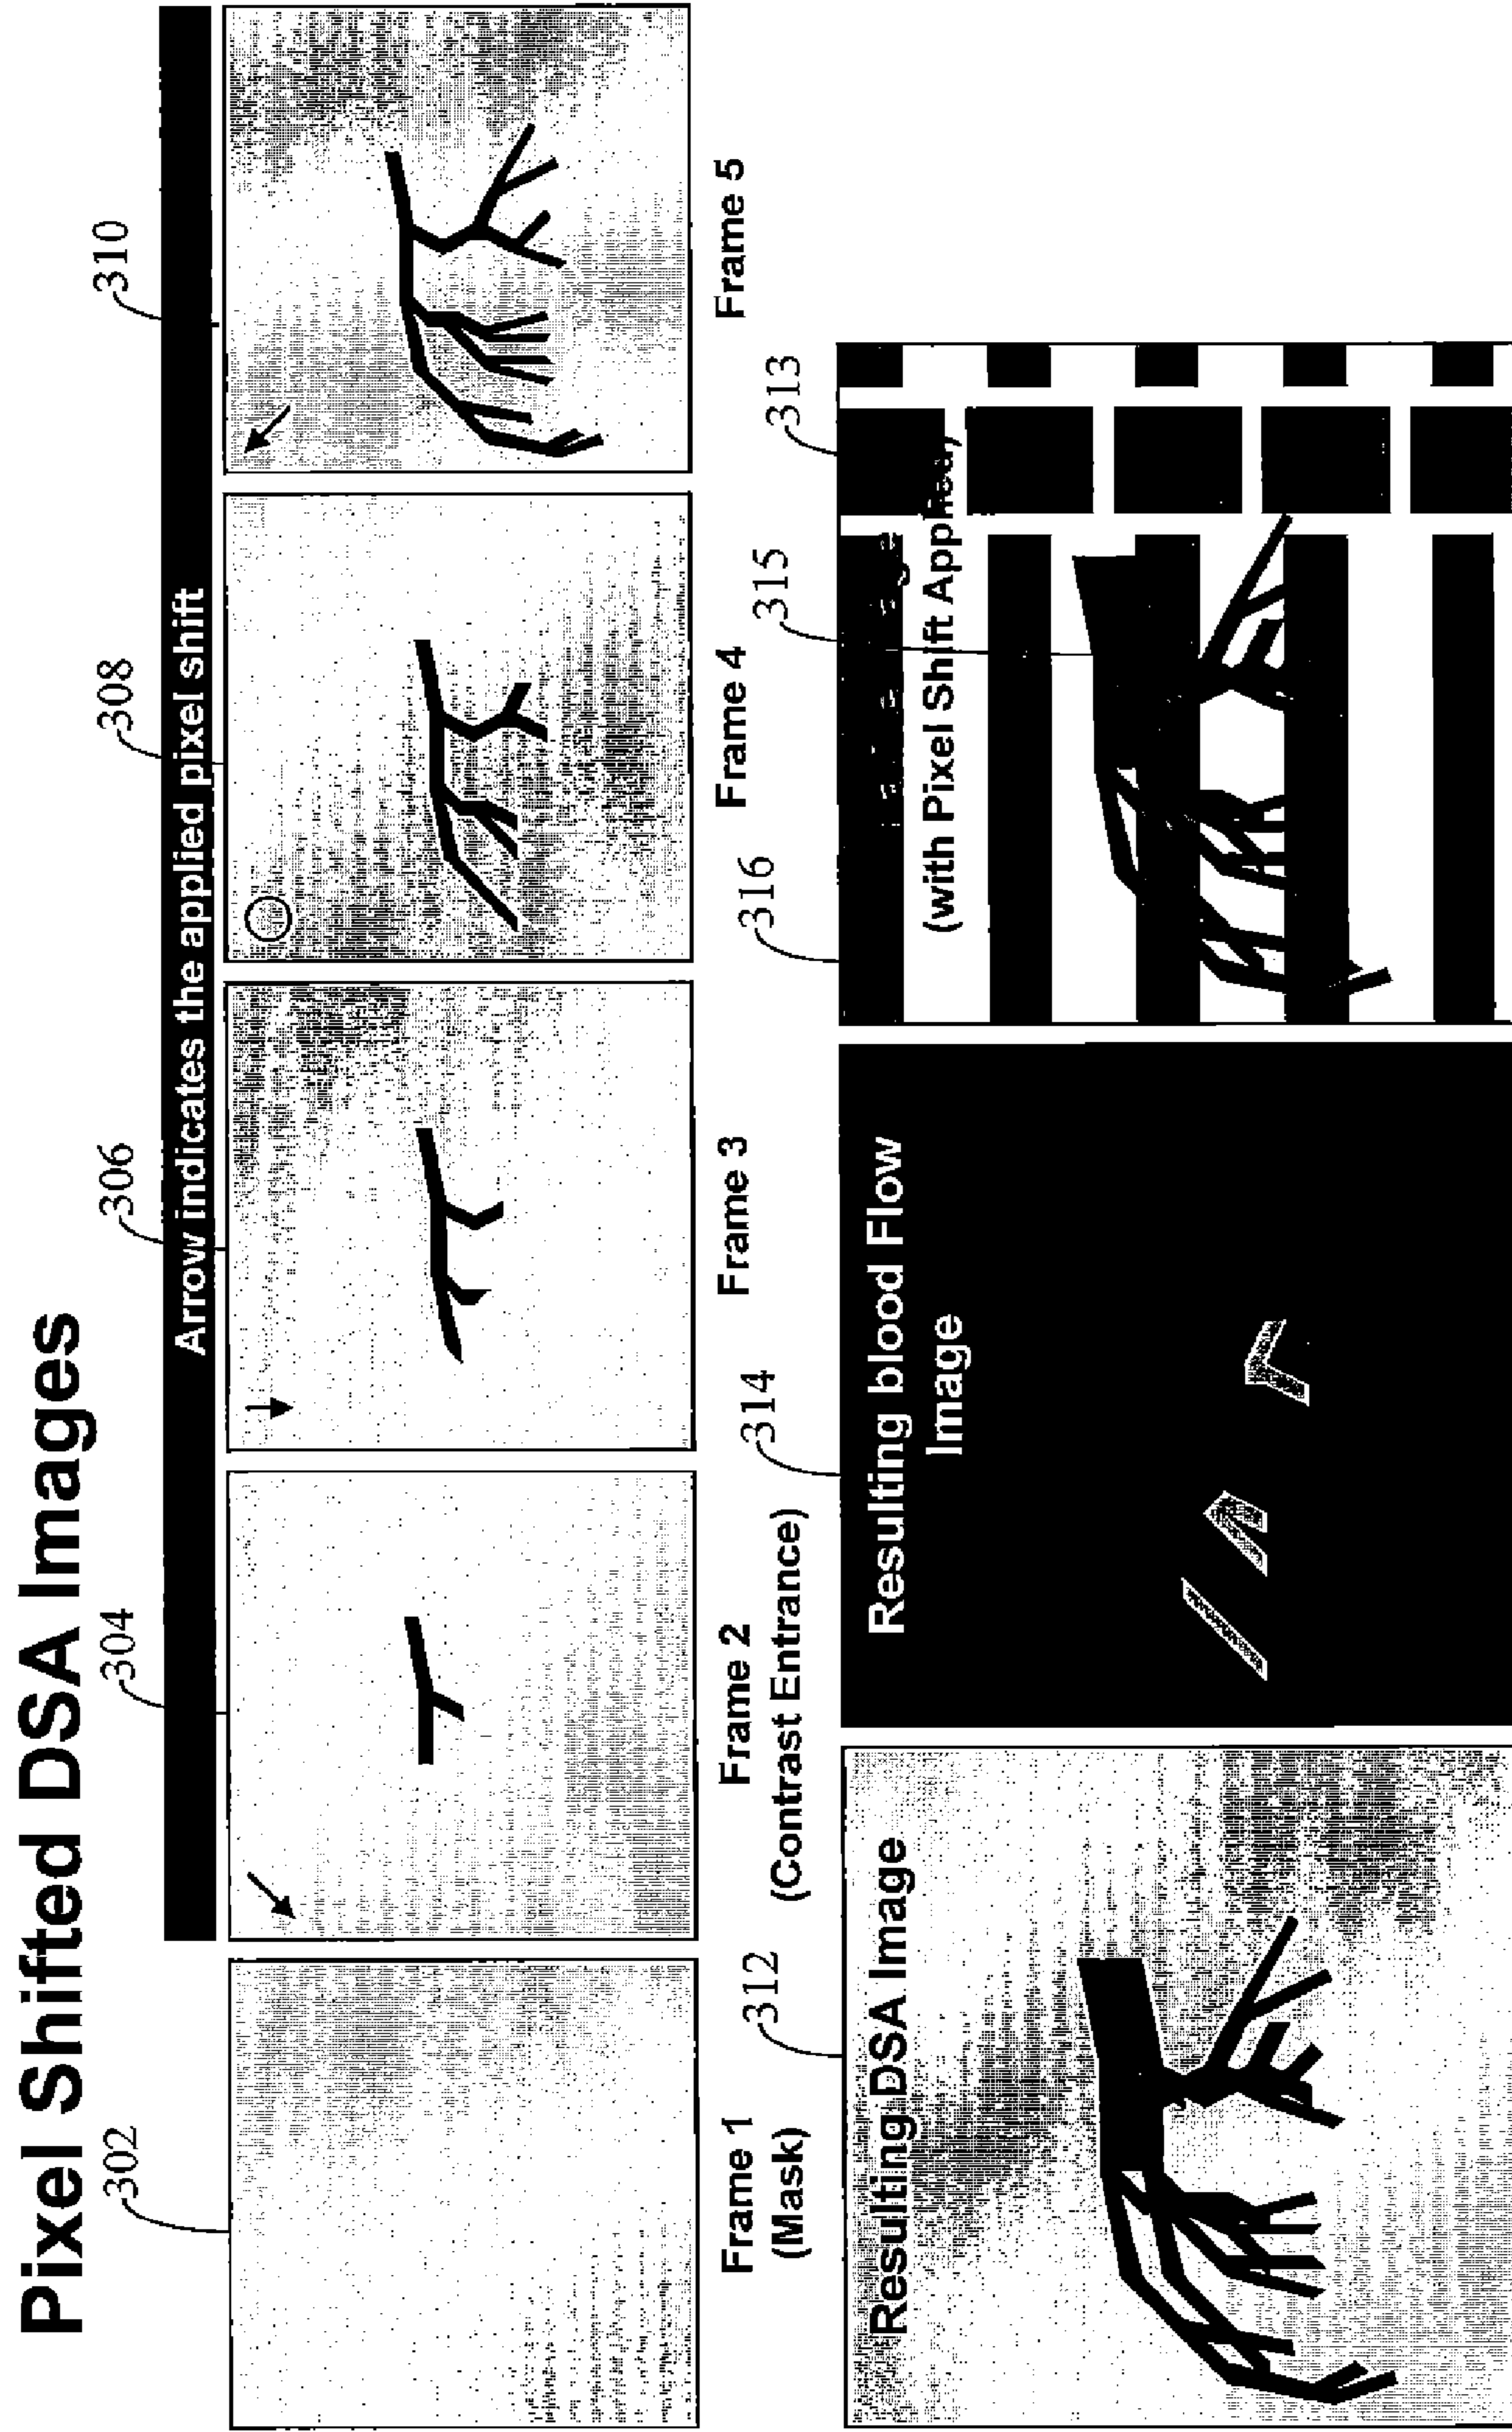 Pixel Shifted DSA Images
302
304
306
308
310
Arrow indicates the applied pixel shift
Frame 1
(Mask)
Frame 2
(Contrast Entrance)
Frame 3
Frame 4
Frame 5
312
314
316
315
313
Resulting DSA Image
Resulting blood Flow
Image
(with Pixel Shift Applied)